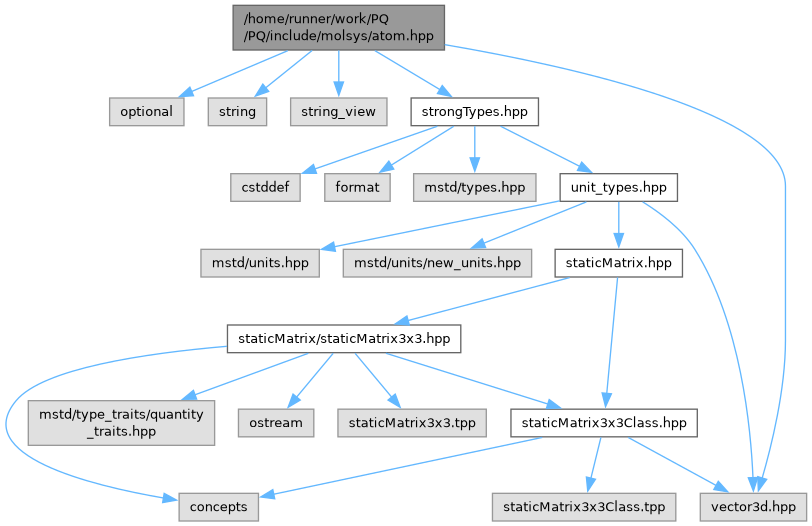 /home/runner/work/PQ
/PQ/include/molsys/atom.hpp
optional
string
string_view
strongTypes.hpp
cstddef
format
mstd/types.hpp
unit_types.hpp
mstd/units.hpp
mstd/units/new_units.hpp
staticMatrix.hpp
staticMatrix/staticMatrix3x3.hpp
mstd/type_traits/quantity
_traits.hpp
ostream
staticMatrix3x3.tpp
staticMatrix3x3Class.hpp
concepts
staticMatrix3x3Class.tpp
vector3d.hpp